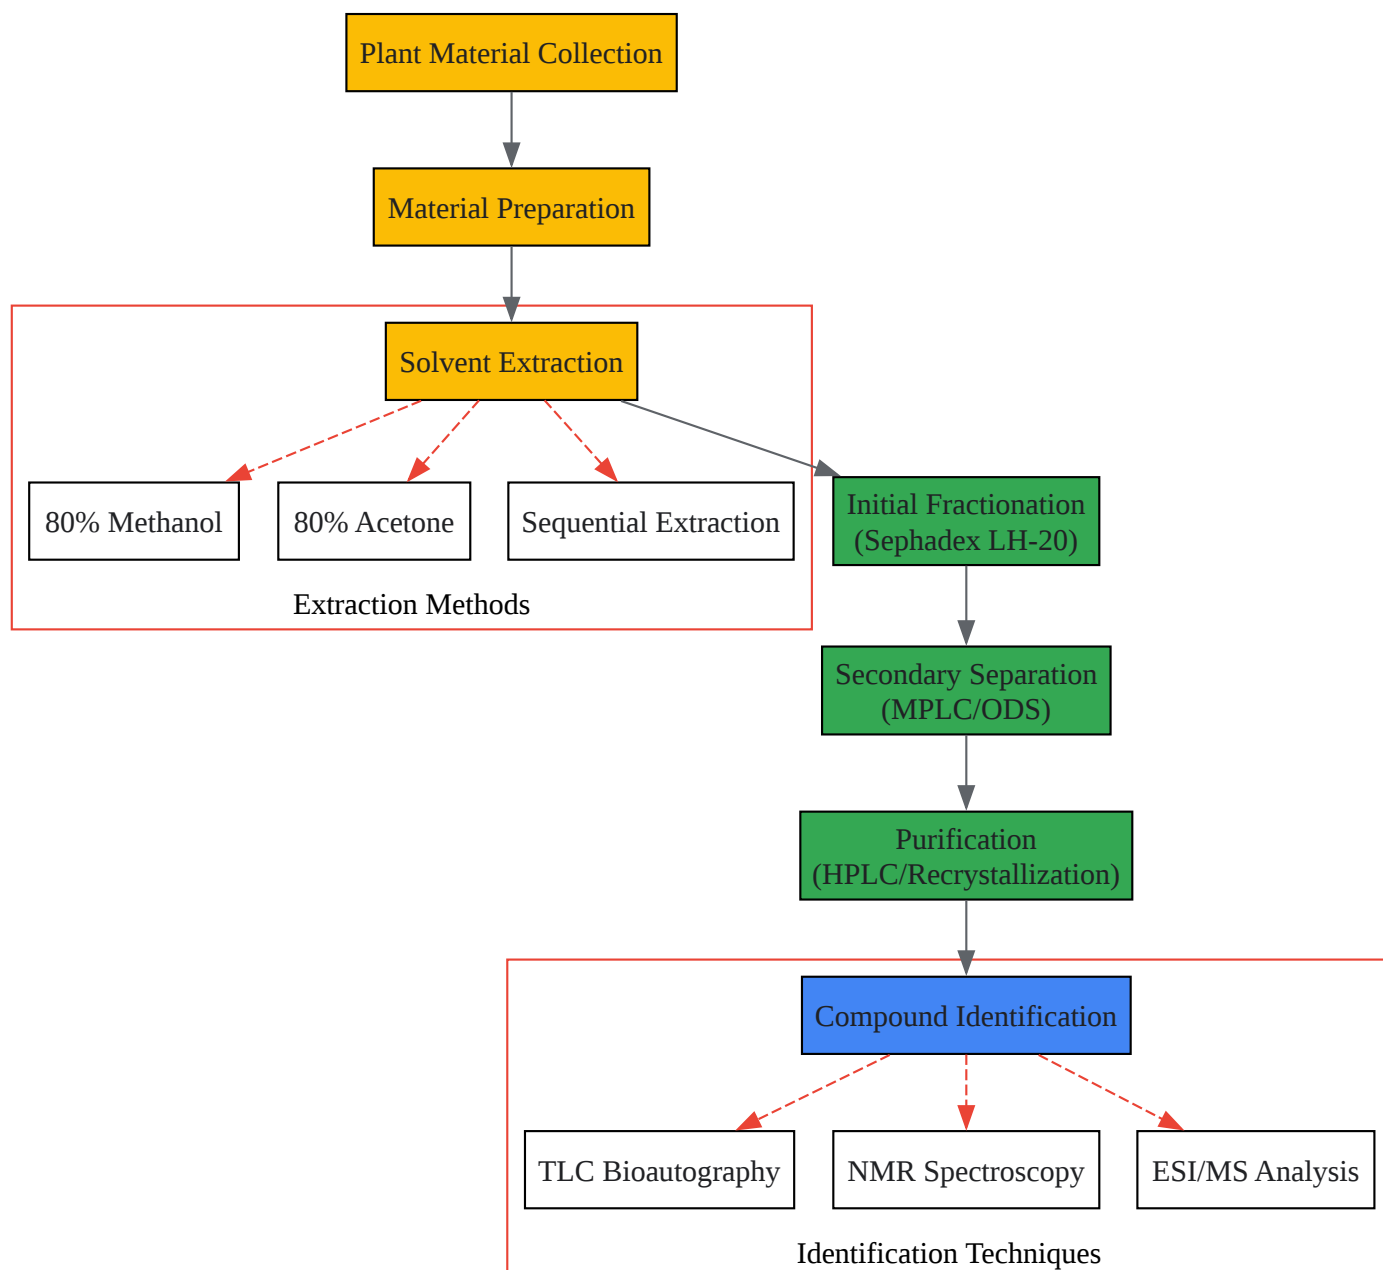 Plant Material Collection
Material Preparation
Solvent Extraction
80% Methanol
80% Acetone
Sequential Extraction
Extraction Methods
Initial Fractionation
(Sephadex LH-20)
Secondary Separation
(MPLC/ODS)
Purification
(HPLC/Recrystallization)
Compound Identification
TLC Bioautography
NMR Spectroscopy
ESI/MS Analysis
Identification Techniques